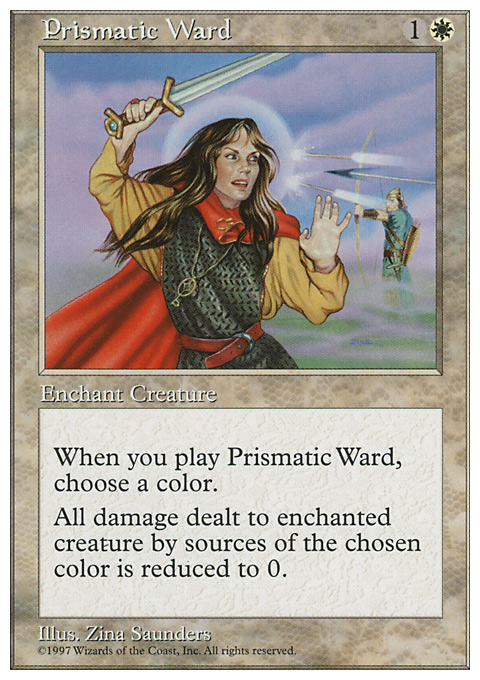 Prismatic Ward 1
Enchant Creature
When you play Prismatic Ward,
choose a color.
All damage dealt to enchanted
creature by sources of the chosen
color is reduced to 0.
Illus. Zina Saunders
©1997 Wizards of the Coast, Inc. All rights reserved.